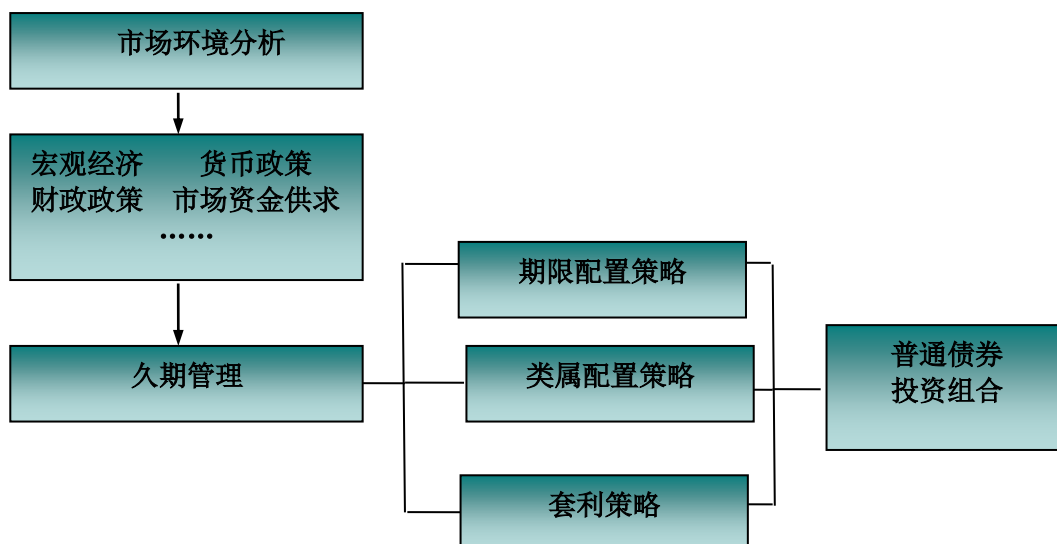 市场环境分析
宏观经济 货币政策
财政政策 市场资金供求
……
久期管理
期限配置策略
类属配置策略
套利策略
普通债券
投资组合